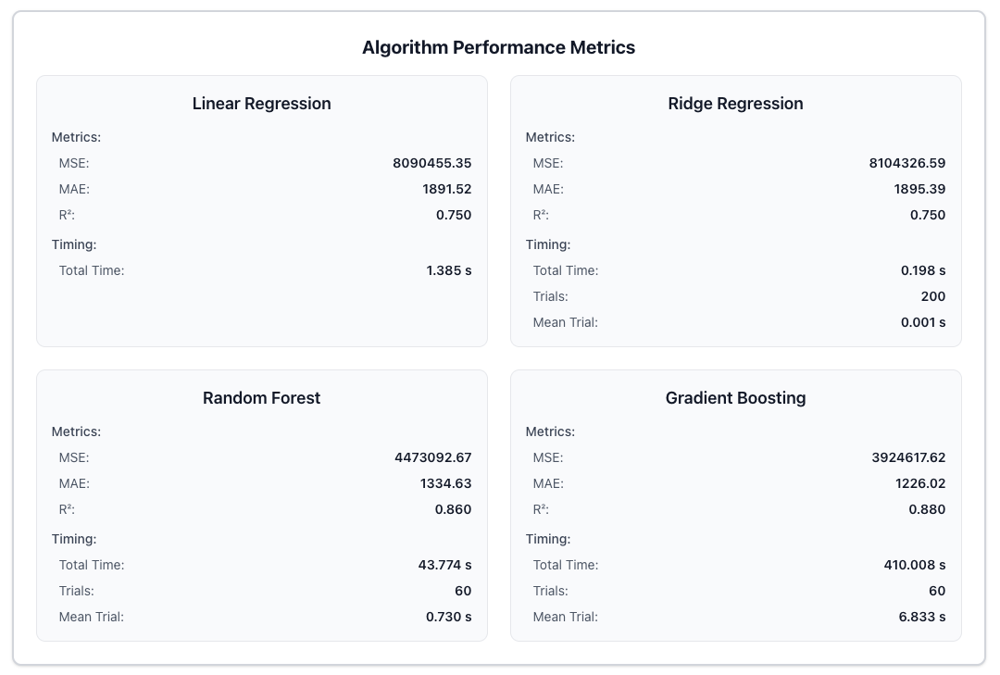 Algorithm Performance Metrics
Linear Regression
Metrics:
MSE: 8090455.35
MAE: 1891.52
R²: 0.750
Timing:
Total Time: 1.385 s
Ridge Regression
Metrics:
MSE: 8104326.59
MAE: 1895.39
R²: 0.750
Timing:
Total Time: 0.198 s
Trials: 200
Mean Trial: 0.001 s
Random Forest
Metrics:
MSE: 4473092.67
MAE: 1334.63
R²: 0.860
Timing:
Total Time: 43.774 s
Trials: 60
Mean Trial: 0.730 s
Gradient Boosting
Metrics:
MSE: 3924617.62
MAE: 1226.02
R²: 0.880
Timing:
Total Time: 410.008 s
Trials: 60
Mean Trial: 6.833 s